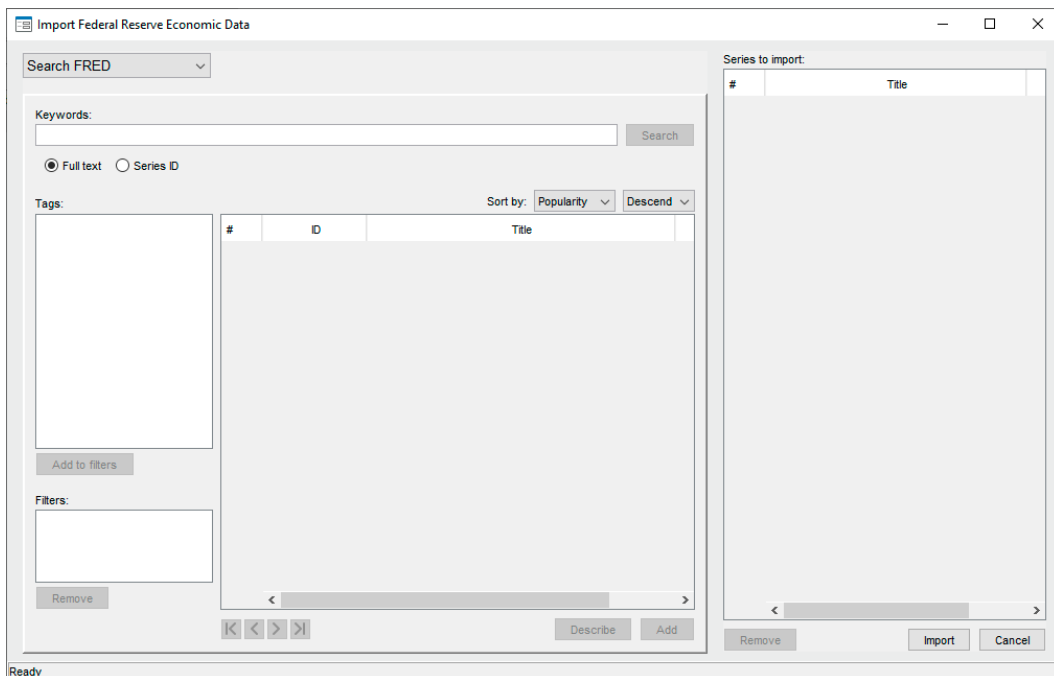 Import Federal Reserve Economic Data
Search FRED
Keywords:
Search
Full text Series ID
Tags:
Sort by: Popularity Descend
# ID Title
Add to filters
Filters:
Remove
Describe Add
Series to import:
# Title
Remove Import Cancel
Ready